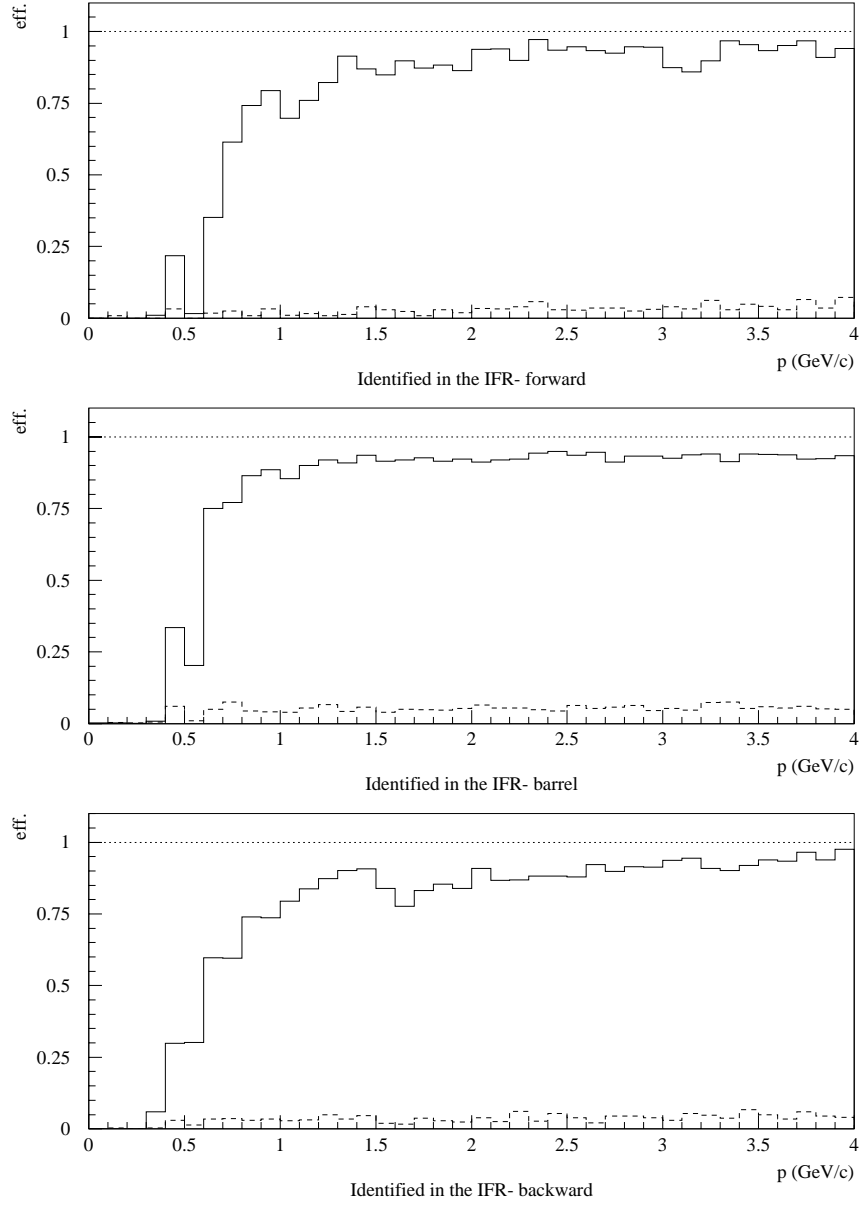 eff.
1
0.75
0.5
0.25
0
0 0.5 1 1.5 2 2.5 3 3.5 4
p (GeV/c)
Identified in the IFR- forward
eff.
1
0.75
0.5
0.25
0
0 0.5 1 1.5 2 2.5 3 3.5 4
p (GeV/c)
Identified in the IFR- barrel
eff.
1
0.75
0.5
0.25
0
0 0.5 1 1.5 2 2.5 3 3.5 4
p (GeV/c)
Identified in the IFR- backward